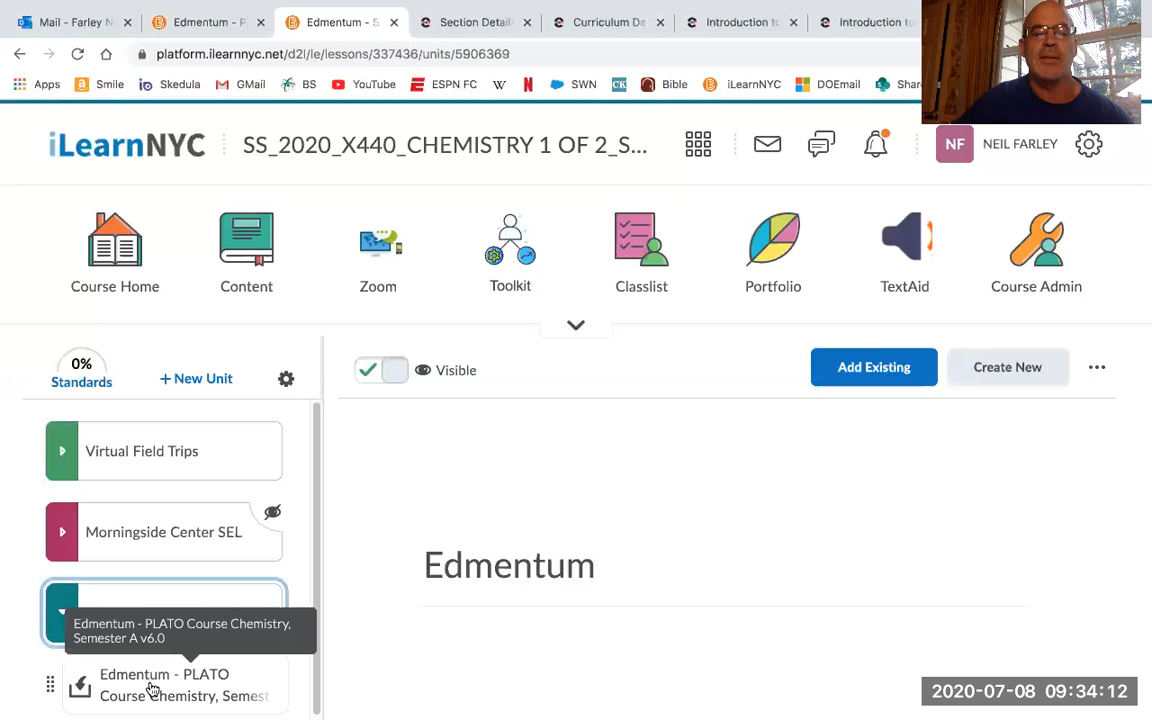 Mail - Farley N
Edmentum - P
Edmentum - S
Section Detail
Curriculum De
Introduction to
Introduction to
platform.ilearnnyc.net/d2l/le/lessons/337436/units/5906369
Apps
Smile
Skedula
GMail
BS
YouTube
ESPN FC
SWN
Bible
iLearnNYC
DOEmail
Shar
iLearnNYC
SS_2020_X440_CHEMISTRY 1 OF 2_S...
NF
NEIL FARLEY
Course Home
Content
Zoom
Toolkit
Classlist
Portfolio
TextAid
Course Admin
0%
Standards
+ New Unit
Visible
Add Existing
Create New
Virtual Field Trips
Morningside Center SEL
Edmentum
Edmentum - PLATO Course Chemistry,
Semester A v6.0
Edmentum - PLATO
Course Chemistry, Semest
2020-07-08 09:34:12